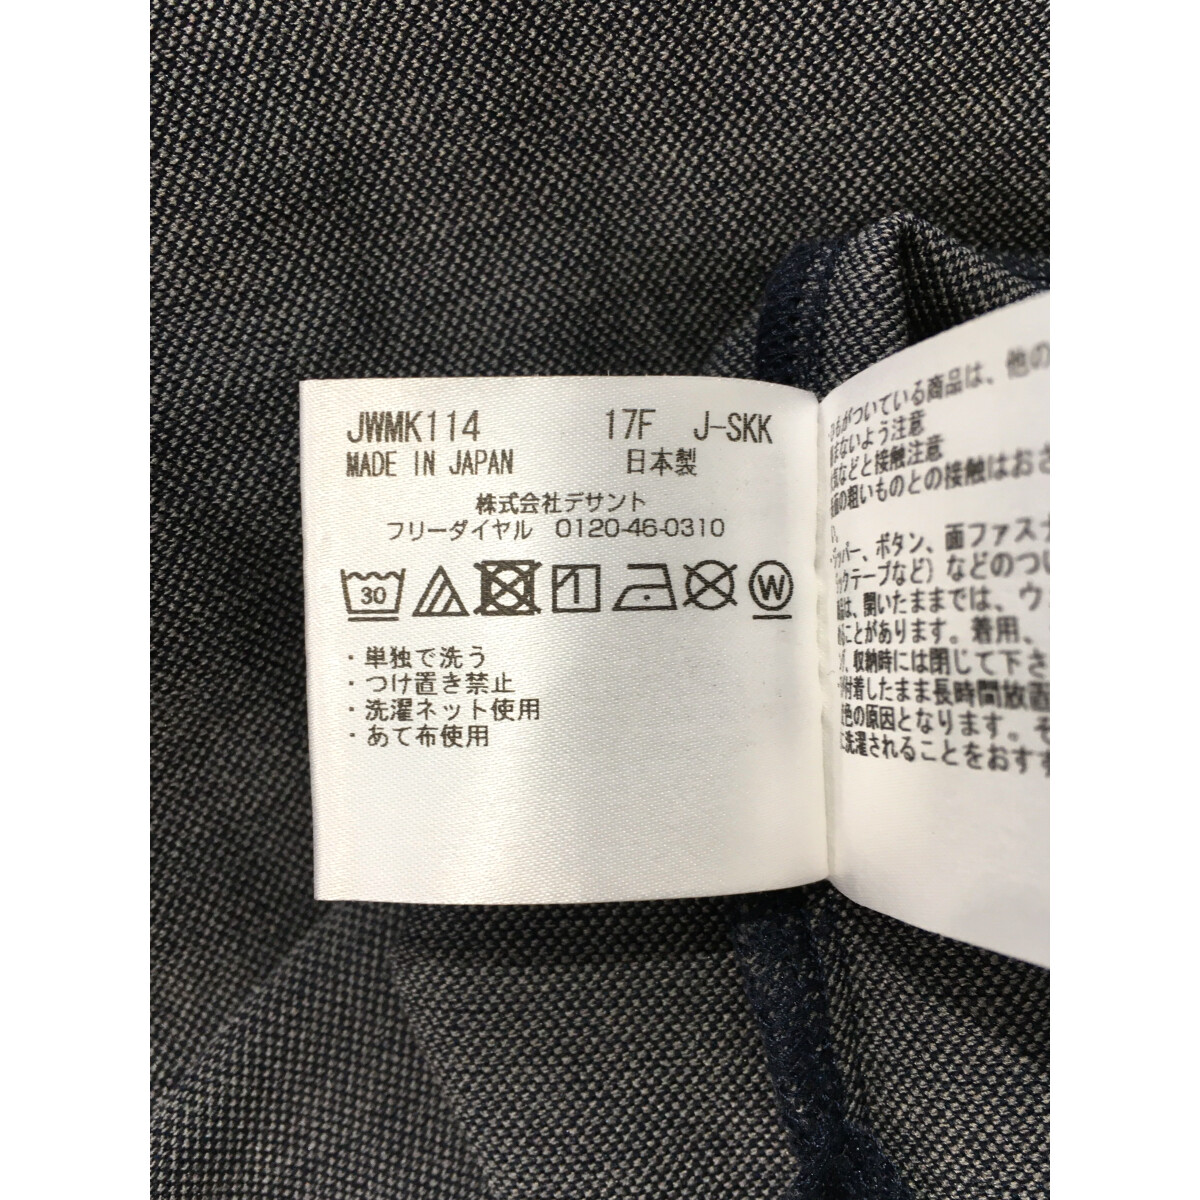 JWMK114 17F J-SKK
MADE IN JAPAN 日本製
株式会社デサント
フリーダイヤル 0120-46-0310
30 W
・単独で洗う
・つけ置き禁止
・洗濯ネット使用
・あて布使用
がついている商品は、他の
ないよう注意
などと接触注意
の粗いものとの接触はおさ
い。
ッパー、ボタン、面ファスナ
ックテープなど）などのつい
品は、開いたままでは、ウ
ることがあります。着用、
収納時には閉じて下さ
付着したまま長時間放置
色の原因となります。そ
に洗濯されることをおすす